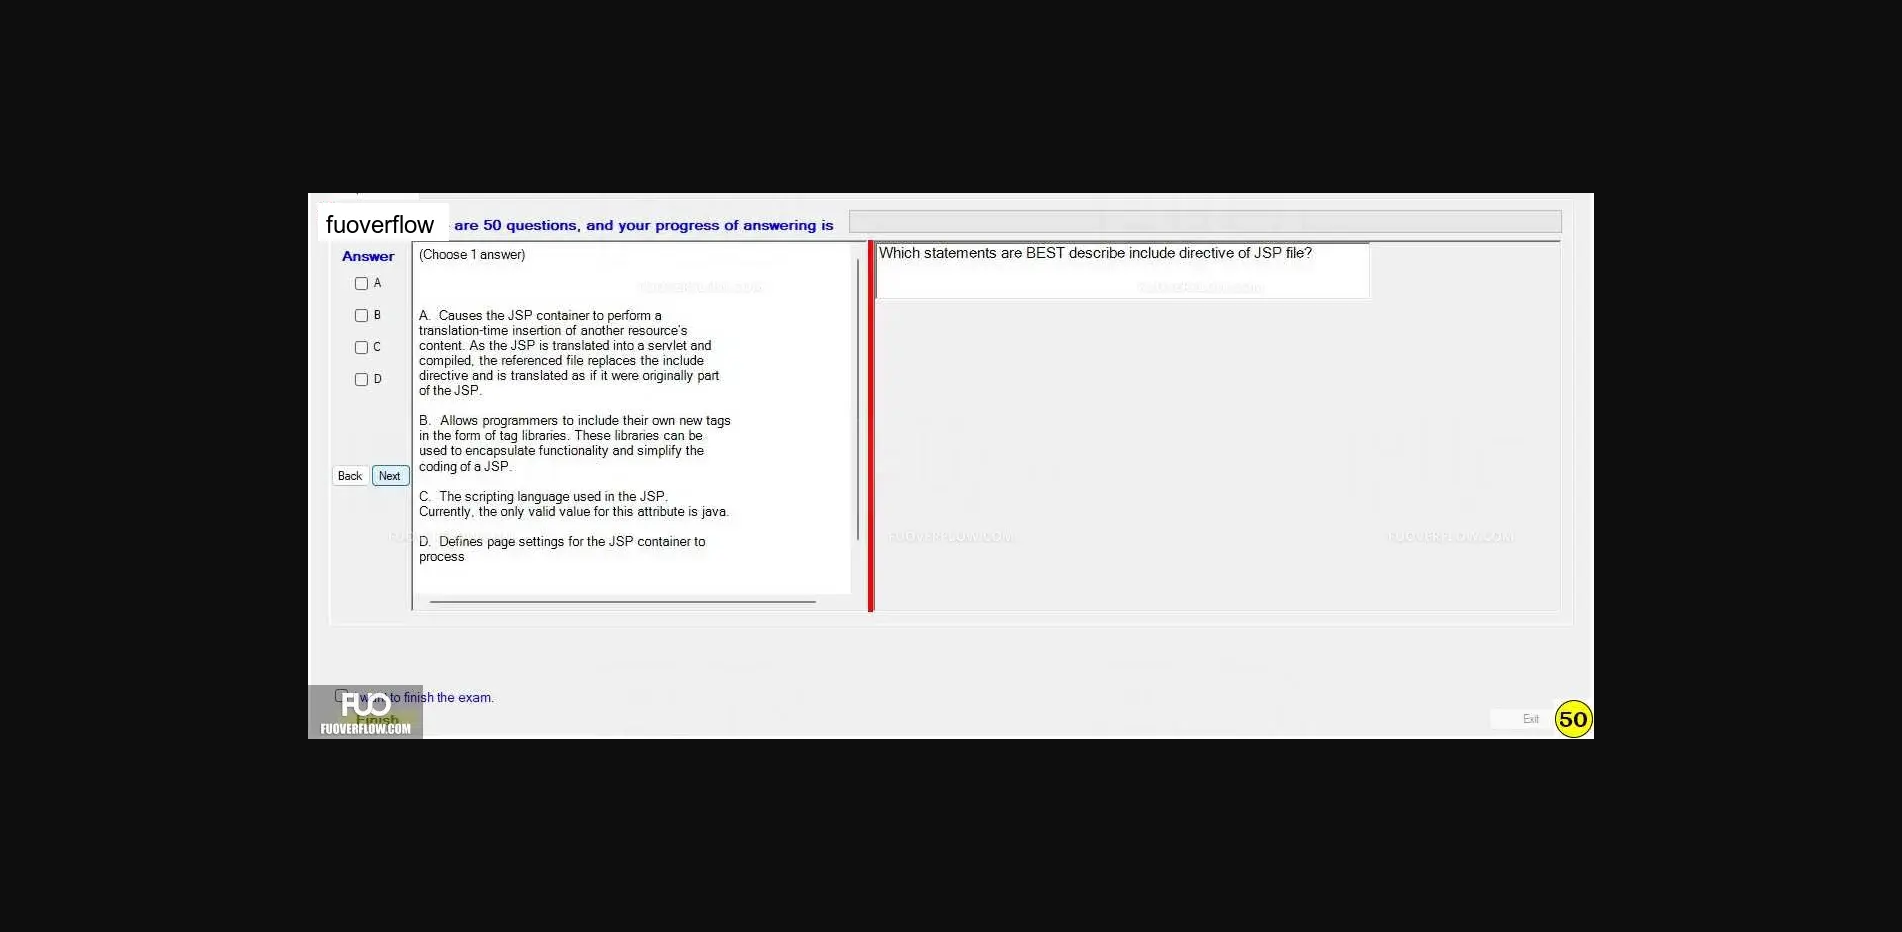 fuoverflow are 50 questions, and your progress of answering is
Answer
A
B
C
D
Back Next
(Choose 1 answer)
A. Causes the JSP container to perform a
translation-time insertion of another resource's
content. As the JSP is translated into a servlet and
compiled, the referenced file replaces the include
directive and is translated as if it were originally part
of the JSP.
B. Allows programmers to include their own new tags
in the form of tag libraries. These libraries can be
used to encapsulate functionality and simplify the
coding of a JSP.
C. The scripting language used in the JSP.
Currently, the only valid value for this attribute is java.
D. Defines page settings for the JSP container to
process
Which statements are BEST describe include directive of JSP file?
FUOVERFLOW.COM
FUOVERFLOW.COM
want to finish the exam.
FUO
Finish
FUOVERFLOW.COM
Exit
50